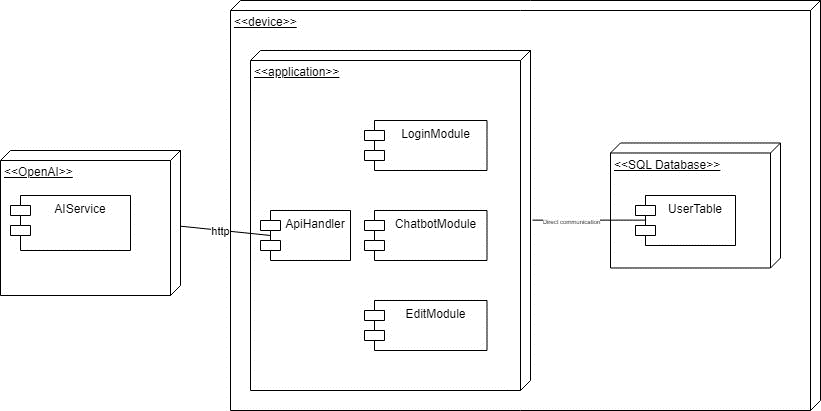 <<device>>
<<application>>
LoginModule
<<OpenAI>>
AIService
http
ApiHandler
ChatbotModule
EditModule
Direct communication
<<SQL Database>>
UserTable